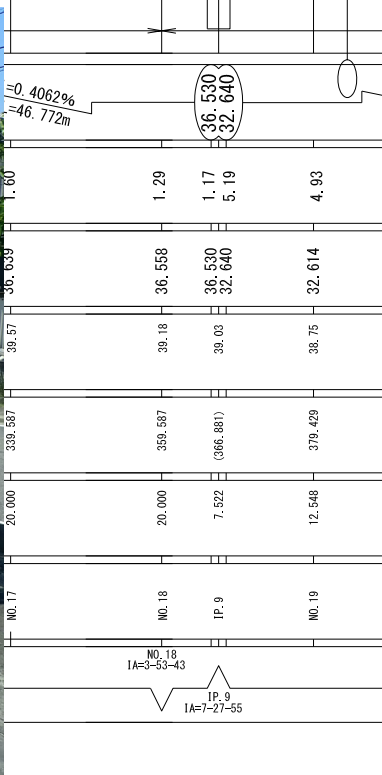 =0.4062%
=46.772m
36.530
32.640
1.60
1.29
1.17
5.19
4.93
36.639
36.558
36.530
32.640
32.614
39.57
39.18
39.03
38.75
339.587
359.587
(366.881)
379.429
20.000
20.000
7.522
12.548
NO.17
NO.18
IP.9
NO.19
NO.18
IA=3-53-43
IP.9
IA=7-27-55